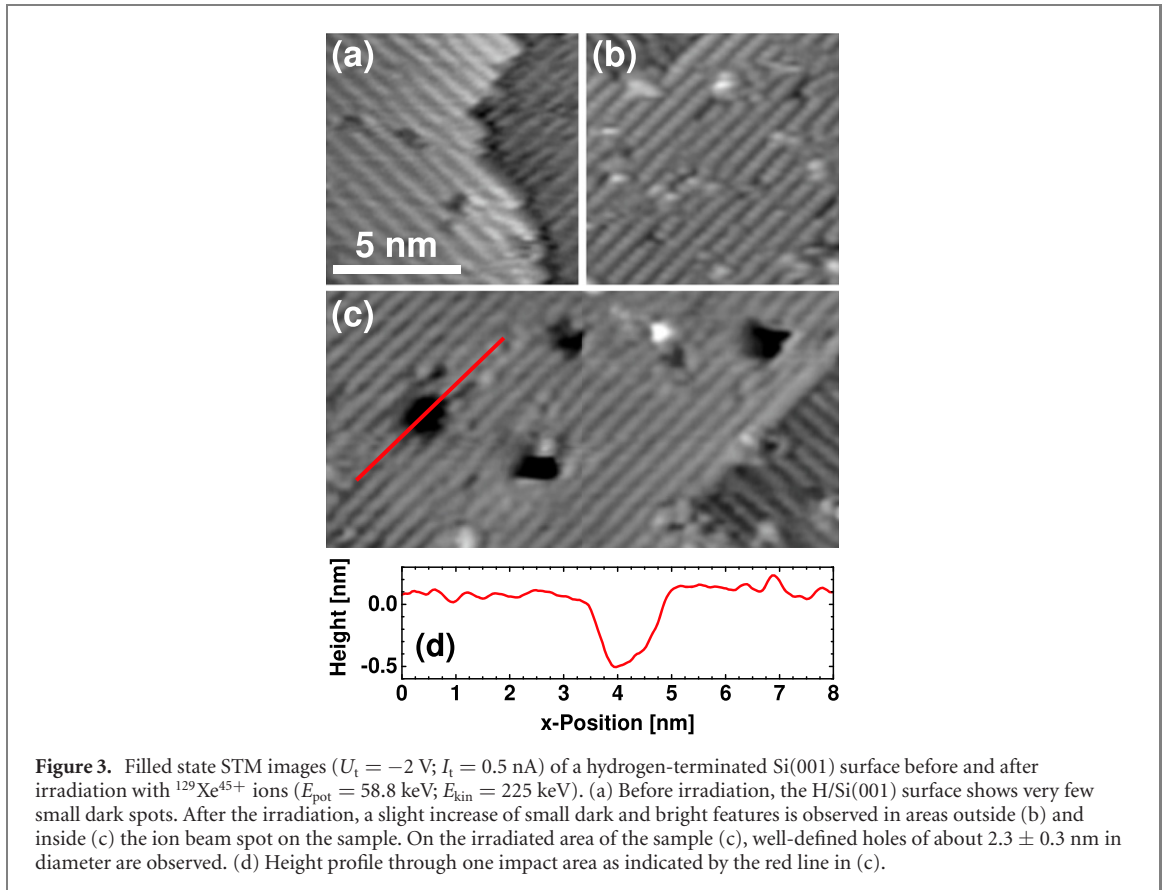 (a)
(b)
5 nm
(c)
Height [nm]
0.0
-0.5
(d)
0 1 2 3 4 5 6 7 8
x-Position [nm]
Figure 3. Filled state STM images (Uₜ = −2 V; Iₜ = 0.5 nA) of a hydrogen-terminated Si(001) surface before and after
irradiation with ¹²⁹Xe⁴⁵⁺ ions (E_pot = 58.8 keV; E_kin = 225 keV). (a) Before irradiation, the H/Si(001) surface shows very few
small dark spots. After the irradiation, a slight increase of small dark and bright features is observed in areas outside (b) and
inside (c) the ion beam spot on the sample. On the irradiated area of the sample (c), well-defined holes of about 2.3 ± 0.3 nm in
diameter are observed. (d) Height profile through one impact area as indicated by the red line in (c).